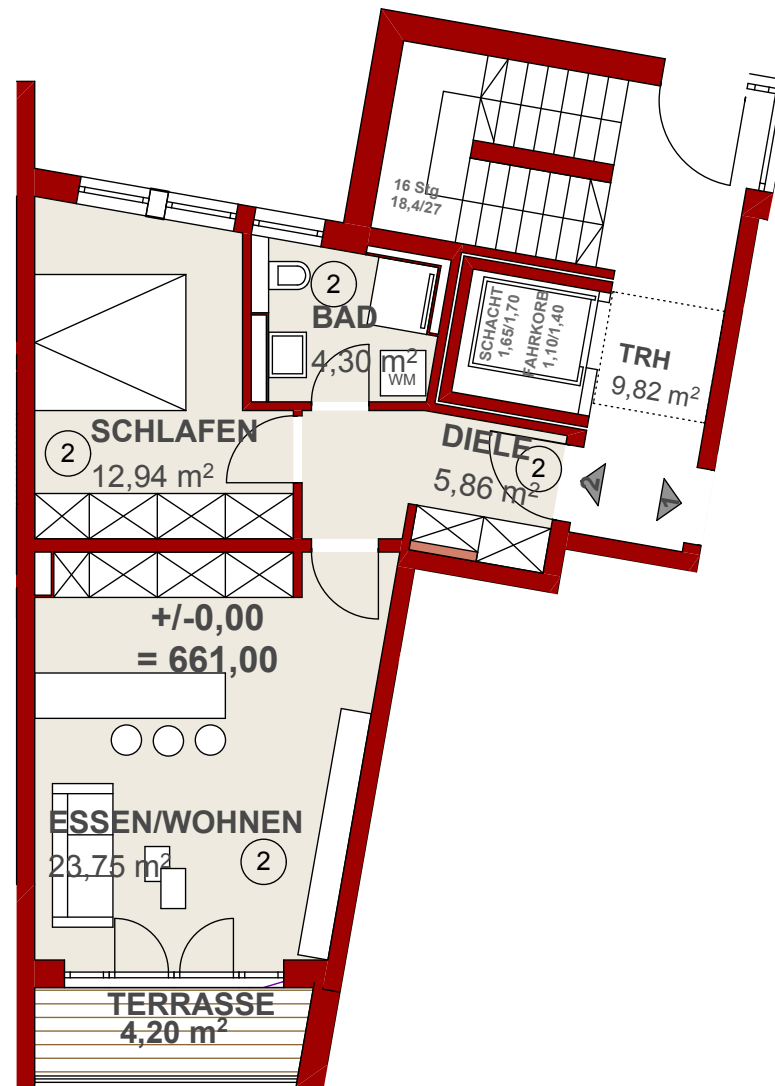 16 Stg
18,4/27
SCHACHT
1,65/1,70
FAHRKORB
1,10/1,40
TRH
9,82 m²
2
BAD
4,30 m²
WM
SCHLAFEN
2
12,94 m²
DIELE
2
5,86 m²
2
1
+/-0,00
= 661,00
ESSEN/WOHNEN
23,75 m²
2
TERRASSE
4,20 m²